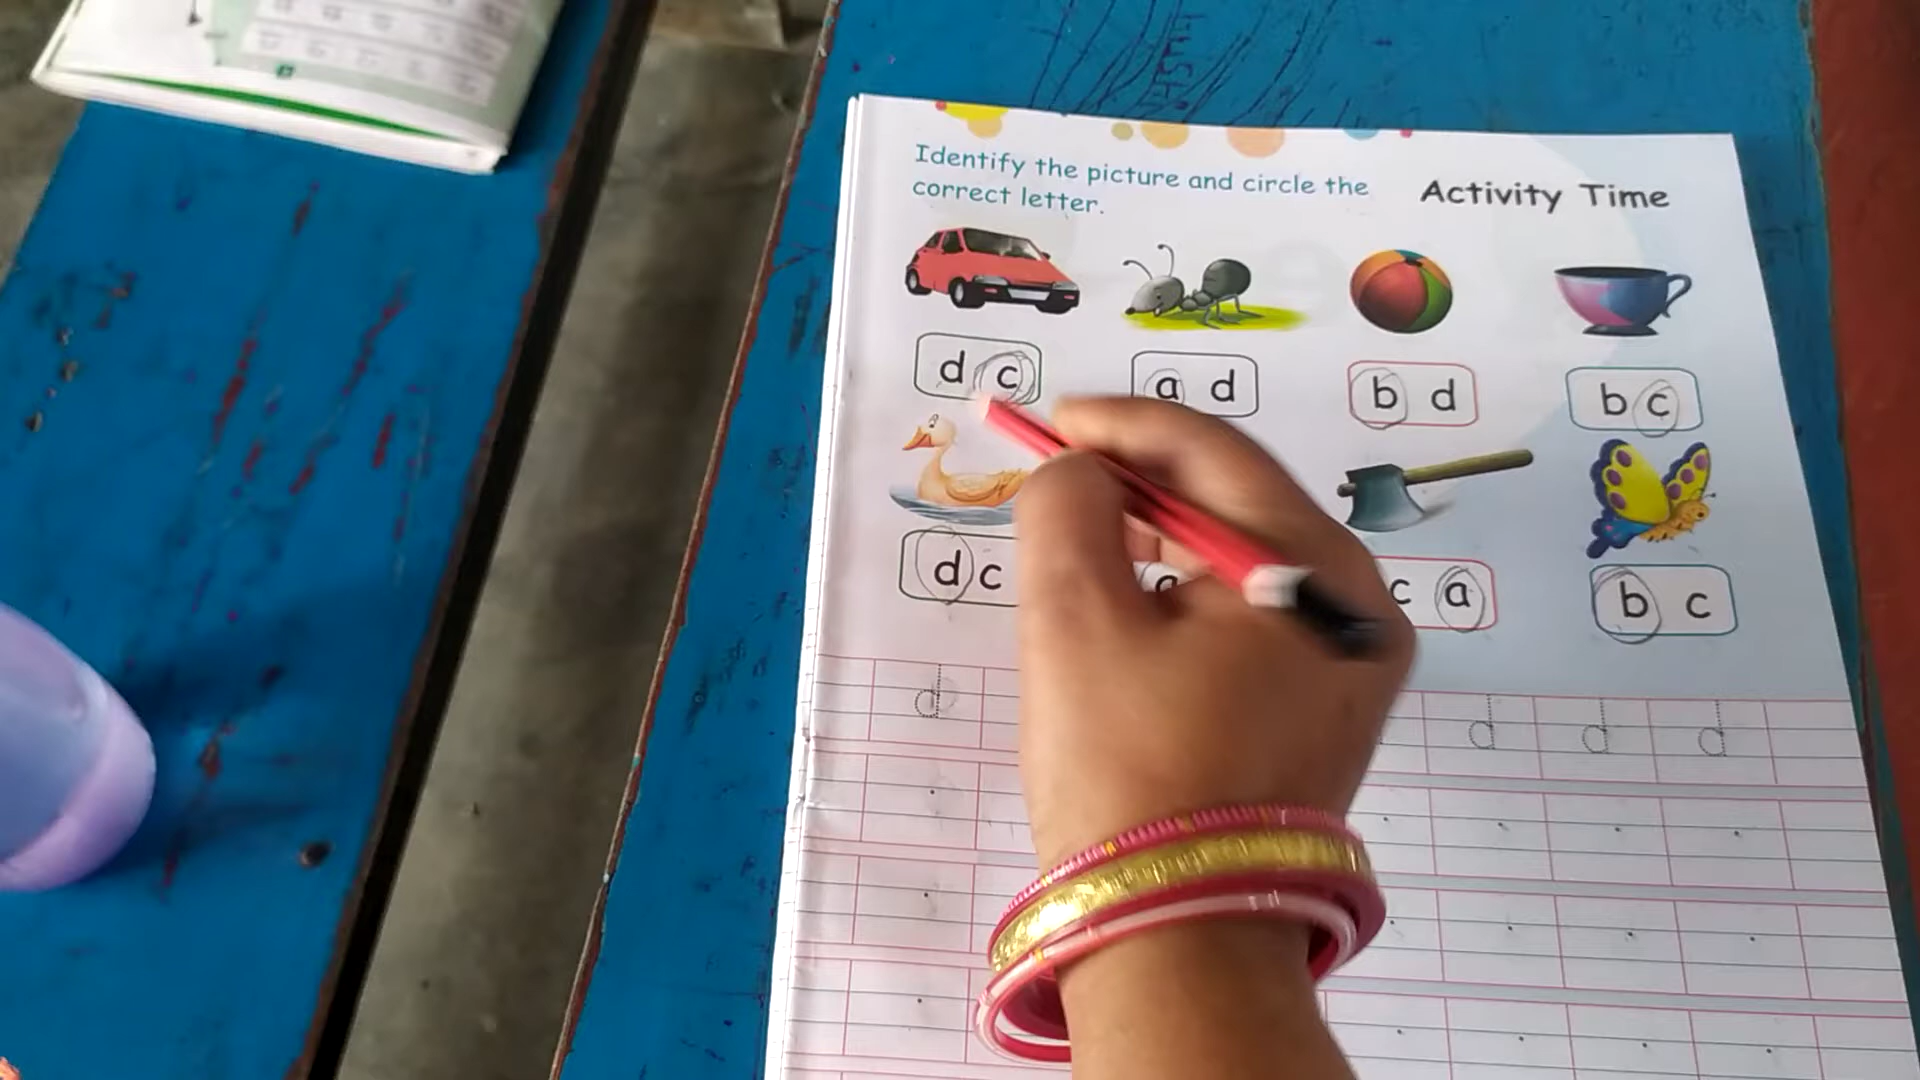 Identify the picture and circle the
correct letter.
Activity Time
d c
a d
b d
b c
d c
a
c a
b c
d d d d